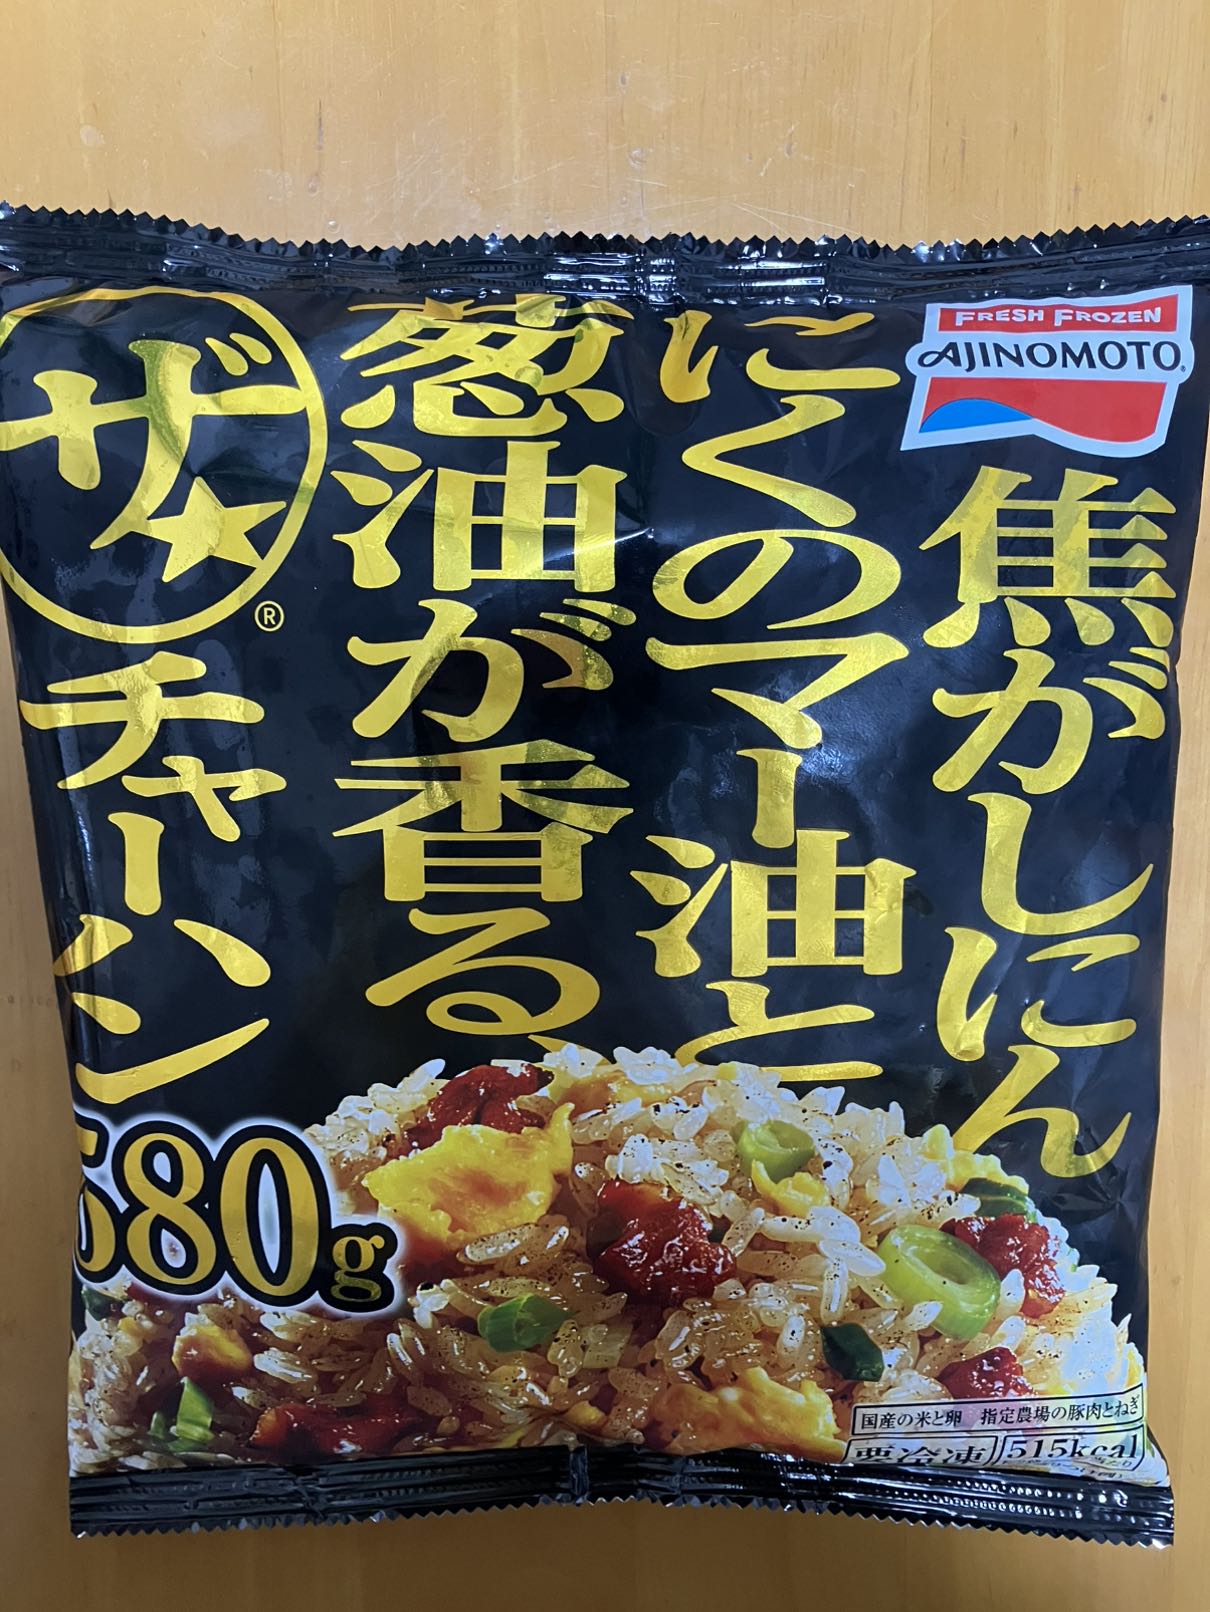 FRESH FROZEN
AJINOMOTO®
焦がしにん
にくのマー油と
葱油が香る、
ザ★®
チャーハン
580g
国産の米と卵 指定農場の豚肉とねぎ
要冷凍 515kcal